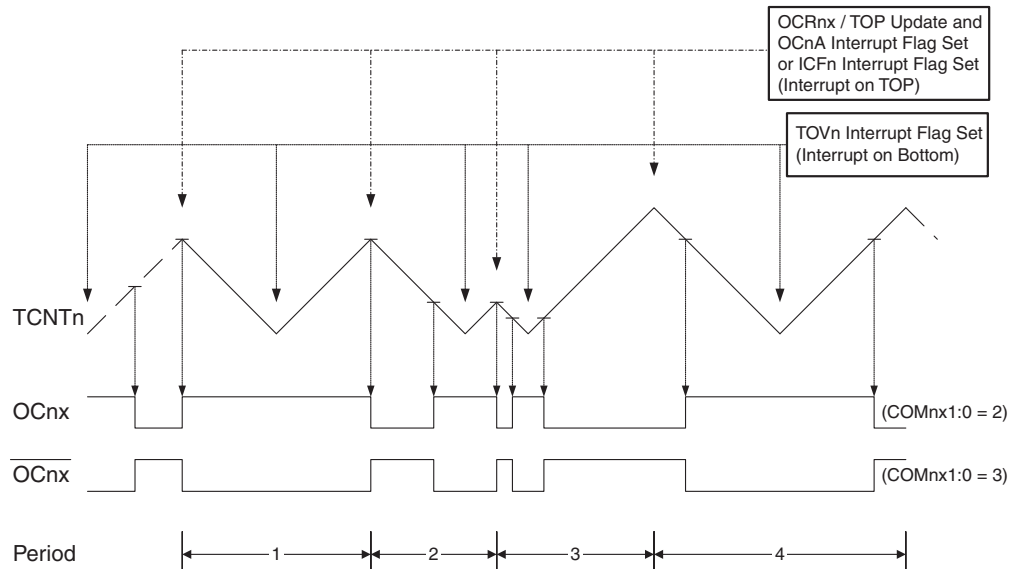 OCRnx / TOP Update and
OCnA Interrupt Flag Set
or ICFn Interrupt Flag Set
(Interrupt on TOP)
TOVn Interrupt Flag Set
(Interrupt on Bottom)
TCNTn
OCnx
(COMnx1:0 = 2)
OCnx
(COMnx1:0 = 3)
Period
1
2
3
4